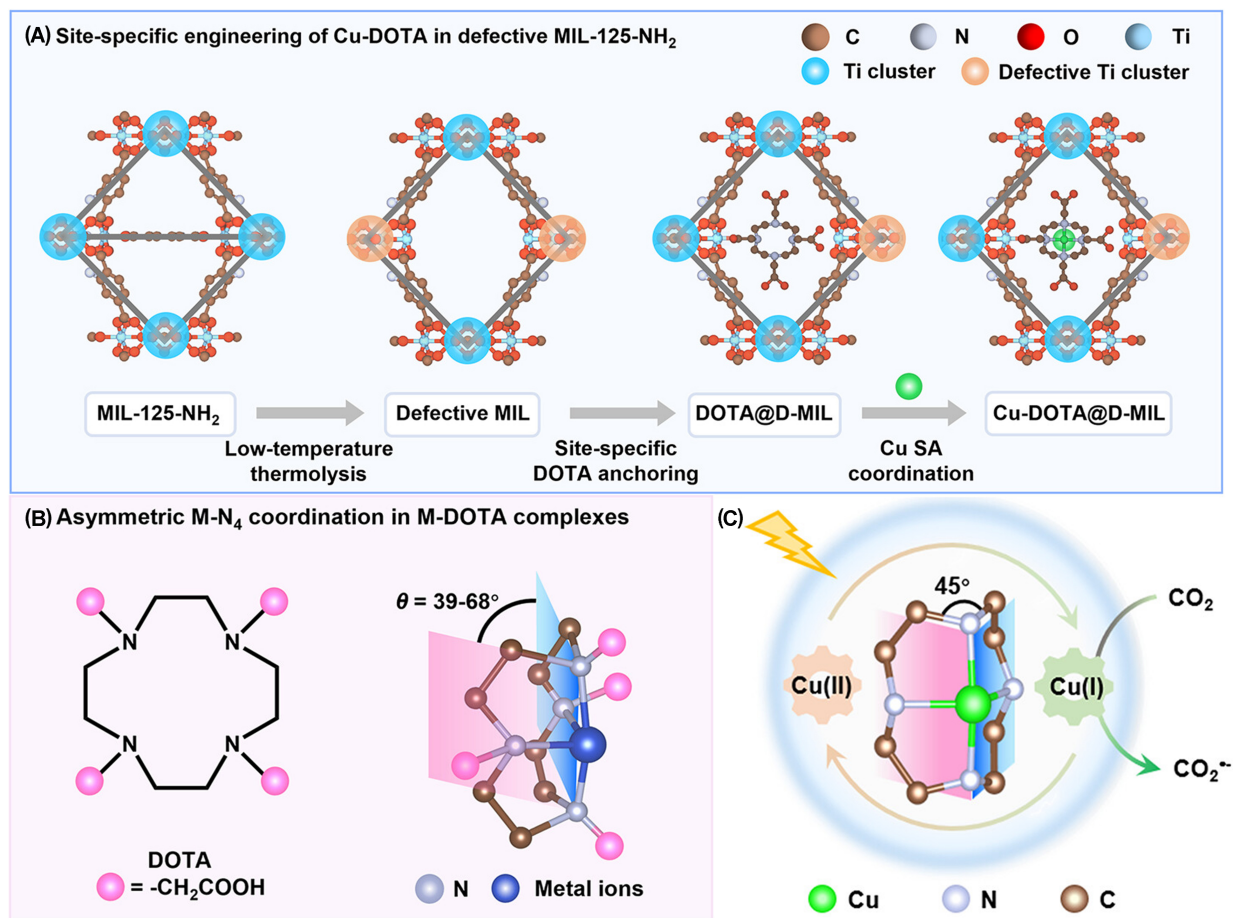 (A) Site-specific engineering of Cu-DOTA in defective MIL-125-NH₂
C N O Ti
Ti cluster Defective Ti cluster
MIL-125-NH₂ Defective MIL DOTA@D-MIL Cu-DOTA@D-MIL
Low-temperature
thermolysis
Site-specific
DOTA anchoring
Cu SA
coordination
(B) Asymmetric M-N₄ coordination in M-DOTA complexes
N N
N N
DOTA
= -CH₂COOH
θ = 39-68°
N Metal ions
(C)
45°
CO₂
Cu(II) Cu(I)
CO₂•-
Cu N C